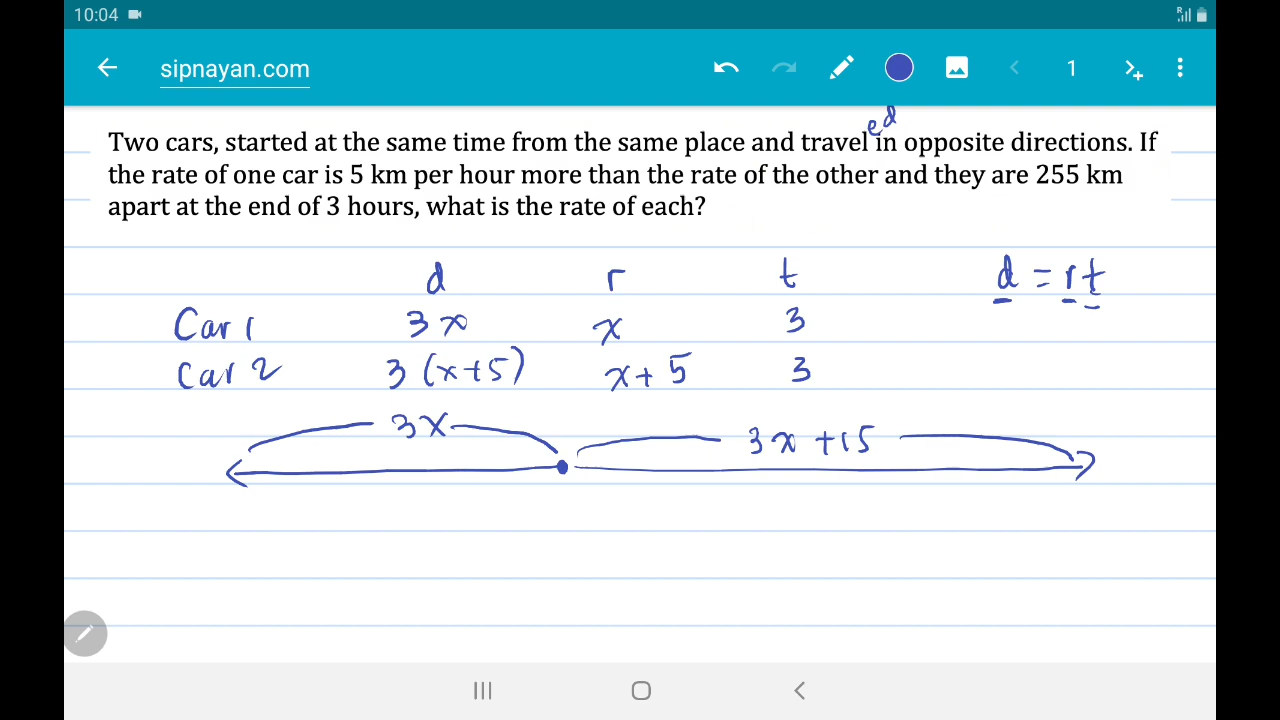 10:04
sipnayan.com
1
ed
Two cars, started at the same time from the same place and travel in opposite directions. If
the rate of one car is 5 km per hour more than the rate of the other and they are 255 km
apart at the end of 3 hours, what is the rate of each?
d r t d = rt
Car 1 3x x 3
Car 2 3(x+5) x+5 3
3x 3x+15